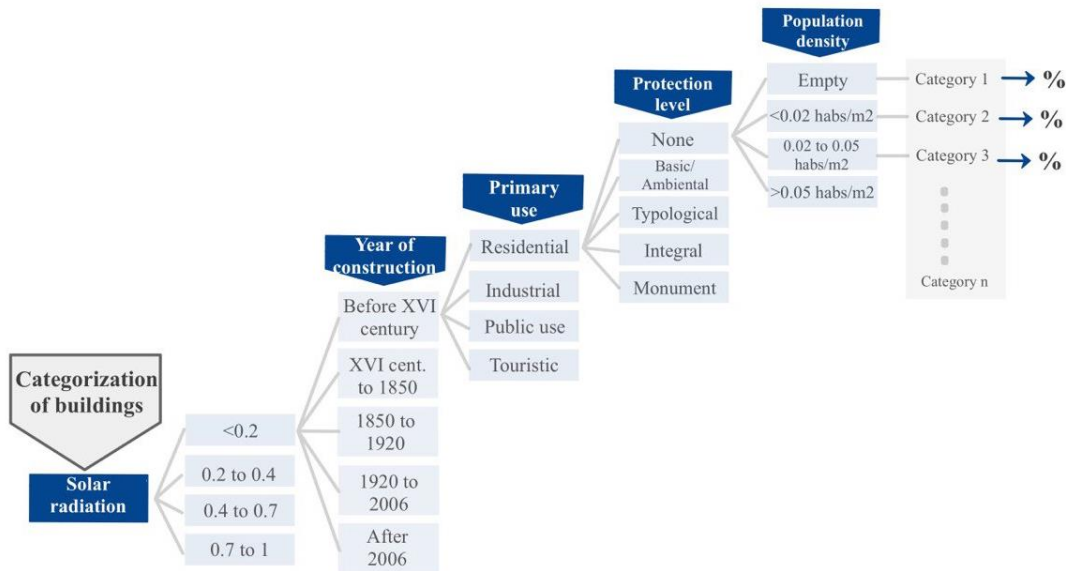 Categorization
of buildings
Solar
radiation
<0.2
0.2 to 0.4
0.4 to 0.7
0.7 to 1
Year of
construction
Before XVI
century
XVI cent.
to 1850
1850 to
1920
1920 to
2006
After
2006
Primary
use
Residential
Industrial
Public use
Touristic
Protection
level
None
Basic/
Ambiental
Typological
Integral
Monument
Population
density
Empty
<0.02 habs/m2
0.02 to 0.05
habs/m2
>0.05 habs/m2
Category 1
%
Category 2
%
Category 3
%
Category n